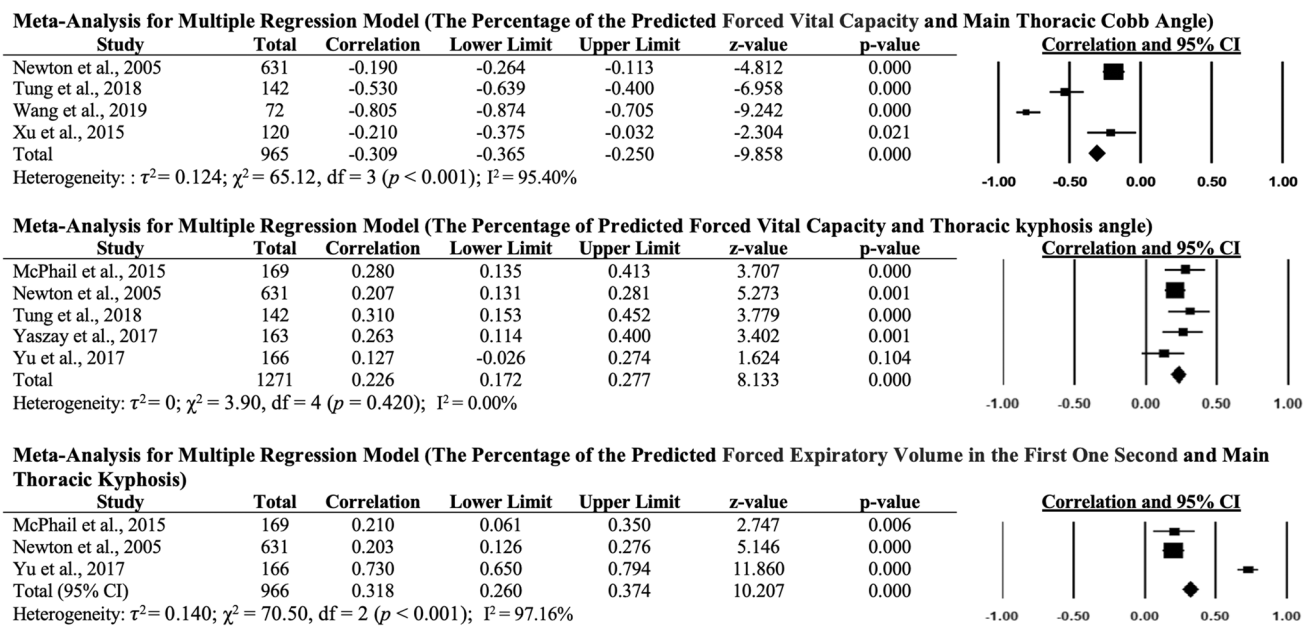 Meta-Analysis for Multiple Regression Model (The Percentage of the Predicted Forced Vital Capacity and Main Thoracic Cobb Angle)
Study Total Correlation Lower Limit Upper Limit z-value p-value Correlation and 95% CI
Newton et al., 2005 631 -0.190 -0.264 -0.113 -4.812 0.000
Tung et al., 2018 142 -0.530 -0.639 -0.400 -6.958 0.000
Wang et al., 2019 72 -0.805 -0.874 -0.705 -9.242 0.000
Xu et al., 2015 120 -0.210 -0.375 -0.032 -2.304 0.021
Total 965 -0.309 -0.365 -0.250 -9.858 0.000
Heterogeneity: : τ²= 0.124; χ² = 65.12, df = 3 (p < 0.001); I² = 95.40%
-1.00 -0.50 0.00 0.50 1.00
Meta-Analysis for Multiple Regression Model (The Percentage of Predicted Forced Vital Capacity and Thoracic kyphosis angle)
Study Total Correlation Lower Limit Upper Limit z-value p-value Correlation and 95% CI
McPhail et al., 2015 169 0.280 0.135 0.413 3.707 0.000
Newton et al., 2005 631 0.207 0.131 0.281 5.273 0.001
Tung et al., 2018 142 0.310 0.153 0.452 3.779 0.000
Yaszay et al., 2017 163 0.263 0.114 0.400 3.402 0.001
Yu et al., 2017 166 0.127 -0.026 0.274 1.624 0.104
Total 1271 0.226 0.172 0.277 8.133 0.000
Heterogeneity: τ²= 0; χ² = 3.90, df = 4 (p = 0.420); I² = 0.00%
-1.00 -0.50 0.00 0.50 1.00
Meta-Analysis for Multiple Regression Model (The Percentage of the Predicted Forced Expiratory Volume in the First One Second and Main
Thoracic Kyphosis)
Study Total Correlation Lower Limit Upper Limit z-value p-value Correlation and 95% CI
McPhail et al., 2015 169 0.210 0.061 0.350 2.747 0.006
Newton et al., 2005 631 0.203 0.126 0.276 5.146 0.000
Yu et al., 2017 166 0.730 0.650 0.794 11.860 0.000
Total (95% CI) 966 0.318 0.260 0.374 10.207 0.000
Heterogeneity: τ²= 0.140; χ² = 70.50, df = 2 (p < 0.001); I² = 97.16%
-1.00 -0.50 0.00 0.50 1.00